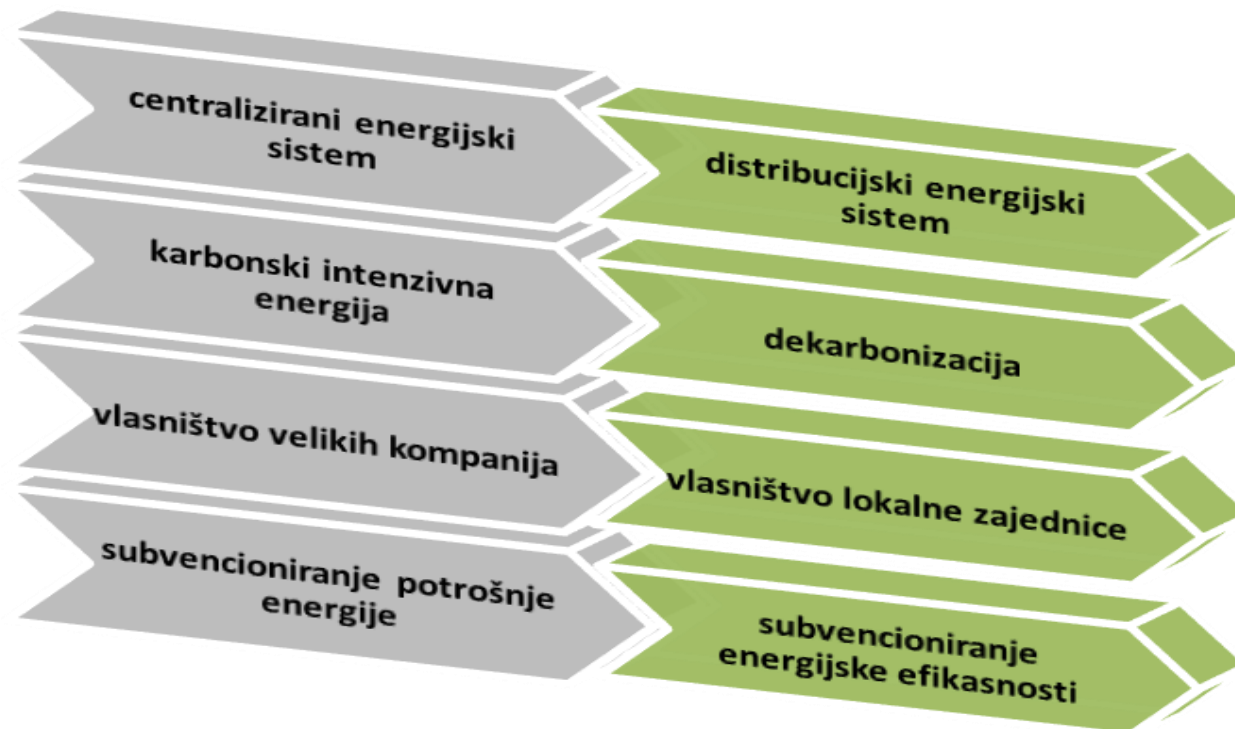 centralizirani energijski
sistem
distribucijski energijski
sistem
karbonski intenzivna
energija
dekarbonizacija
vlasništvo velikih kompanija
vlasništvo lokalne zajednice
subvencioniranje potrošnje
energije
subvencioniranje
energijske efikasnosti